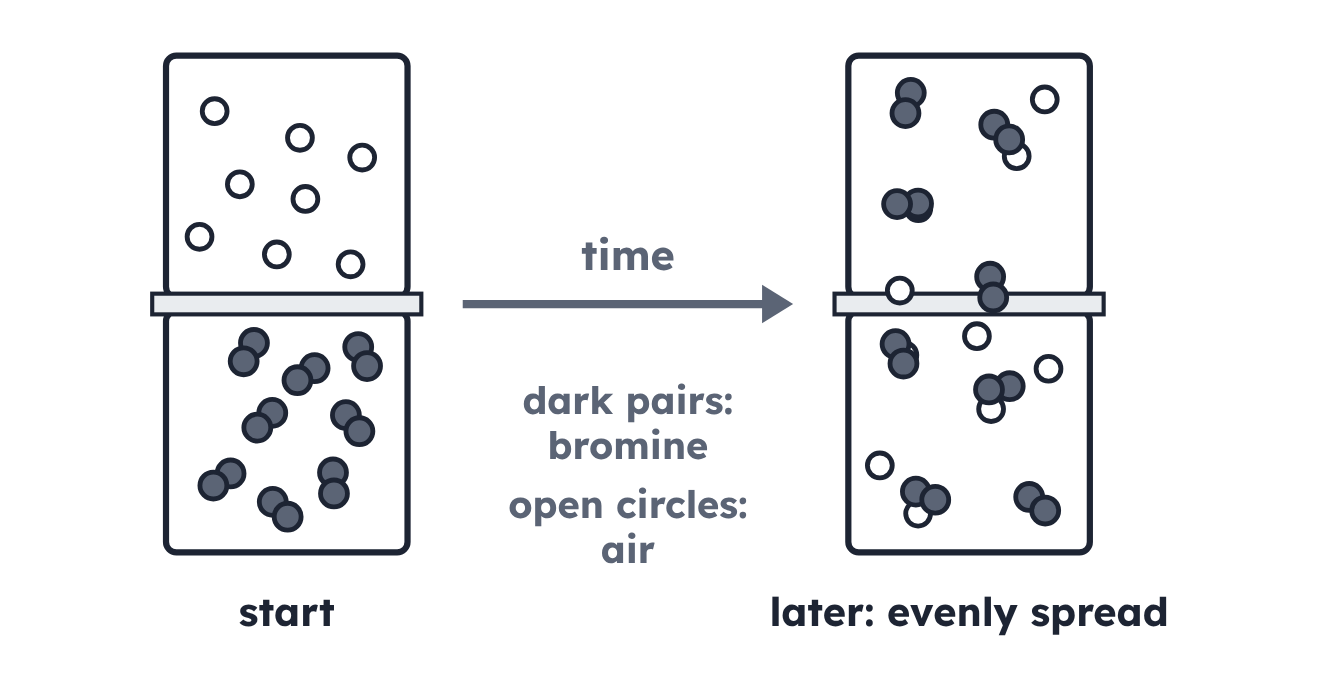 time
dark pairs:
bromine
open circles:
air
start
later: evenly spread